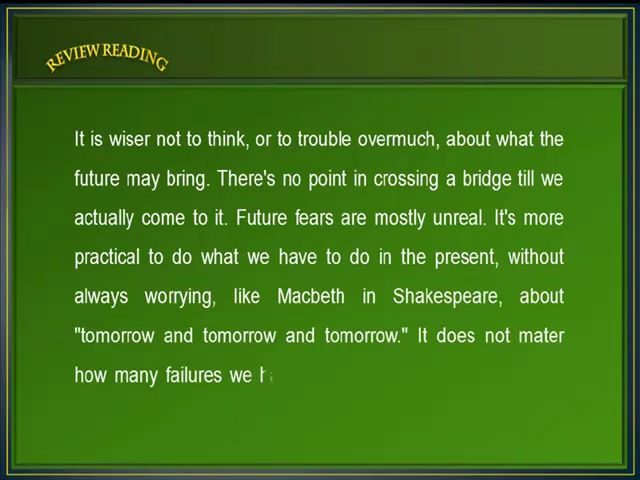 REVIEW READING
It is wiser not to think, or to trouble overmuch, about what the
future may bring. There's no point in crossing a bridge till we
actually come to it. Future fears are mostly unreal. It's more
practical to do what we have to do in the present, without
always worrying, like Macbeth in Shakespeare, about
"tomorrow and tomorrow and tomorrow." It does not mater
how many failures we